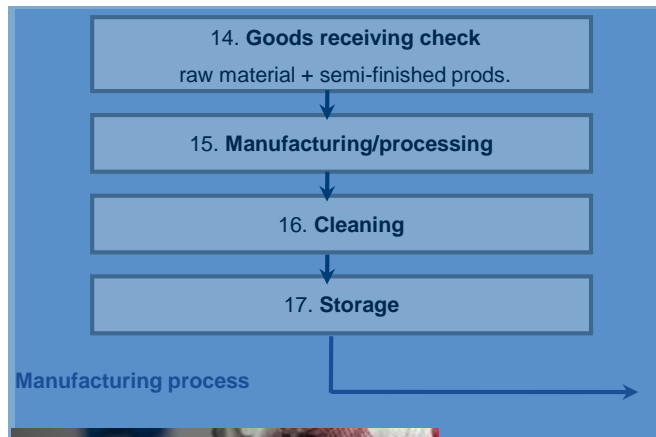 14. Goods receiving check
raw material + semi-finished prods.
15. Manufacturing/processing
16. Cleaning
17. Storage
Manufacturing process